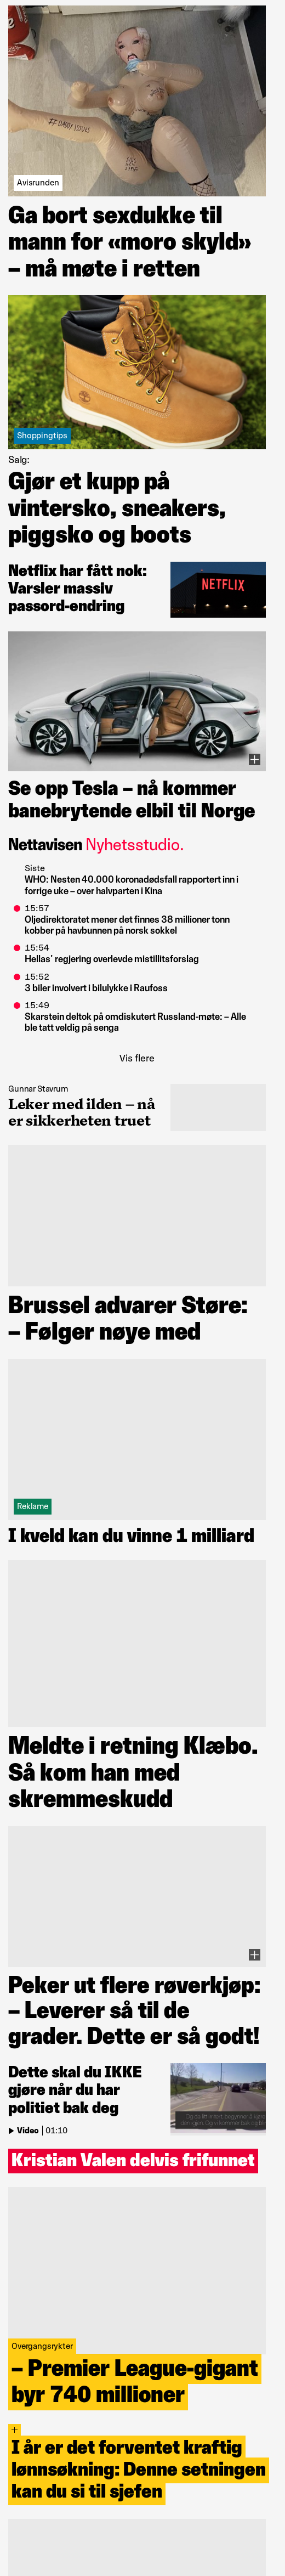 # DADDY ISSUES
Avisrunden
Ga bort sexdukke til
mann for «moro skyld»
– må møte i retten
Shoppingtips
Salg:
Gjør et kupp på
vintersko, sneakers,
piggsko og boots
Netflix har fått nok:
Varsler massiv
passord-endring
NETFLIX
Se opp Tesla – nå kommer
banebrytende elbil til Norge
Nettavisen Nyhetsstudio.
Siste
WHO: Nesten 40.000 koronadødsfall rapportert inn i
forrige uke – over halvparten i Kina
15:57
Oljedirektoratet mener det finnes 38 millioner tonn
kobber på havbunnen på norsk sokkel
15:54
Hellas' regjering overlevde mistillitsforslag
15:52
3 biler involvert i bilulykke i Raufoss
15:49
Skarstein deltok på omdiskutert Russland-møte: – Alle
ble tatt veldig på senga
Vis flere
Gunnar Stavrum
Leker med ilden – nå
er sikkerheten truet
Brussel advarer Støre:
– Følger nøye med
Reklame
I kveld kan du vinne 1 milliard
Meldte i retning Klæbo.
Så kom han med
skremmeskudd
Peker ut flere røverkjøp:
– Leverer så til de
grader. Dette er så godt!
Dette skal du IKKE
gjøre når du har
politiet bak deg
Video | 01:10
Kristian Valen delvis frifunnet
Overgangsrykter
– Premier League-gigant
byr 740 millioner
I år er det forventet kraftig
lønnsøkning: Denne setningen
kan du si til sjefen